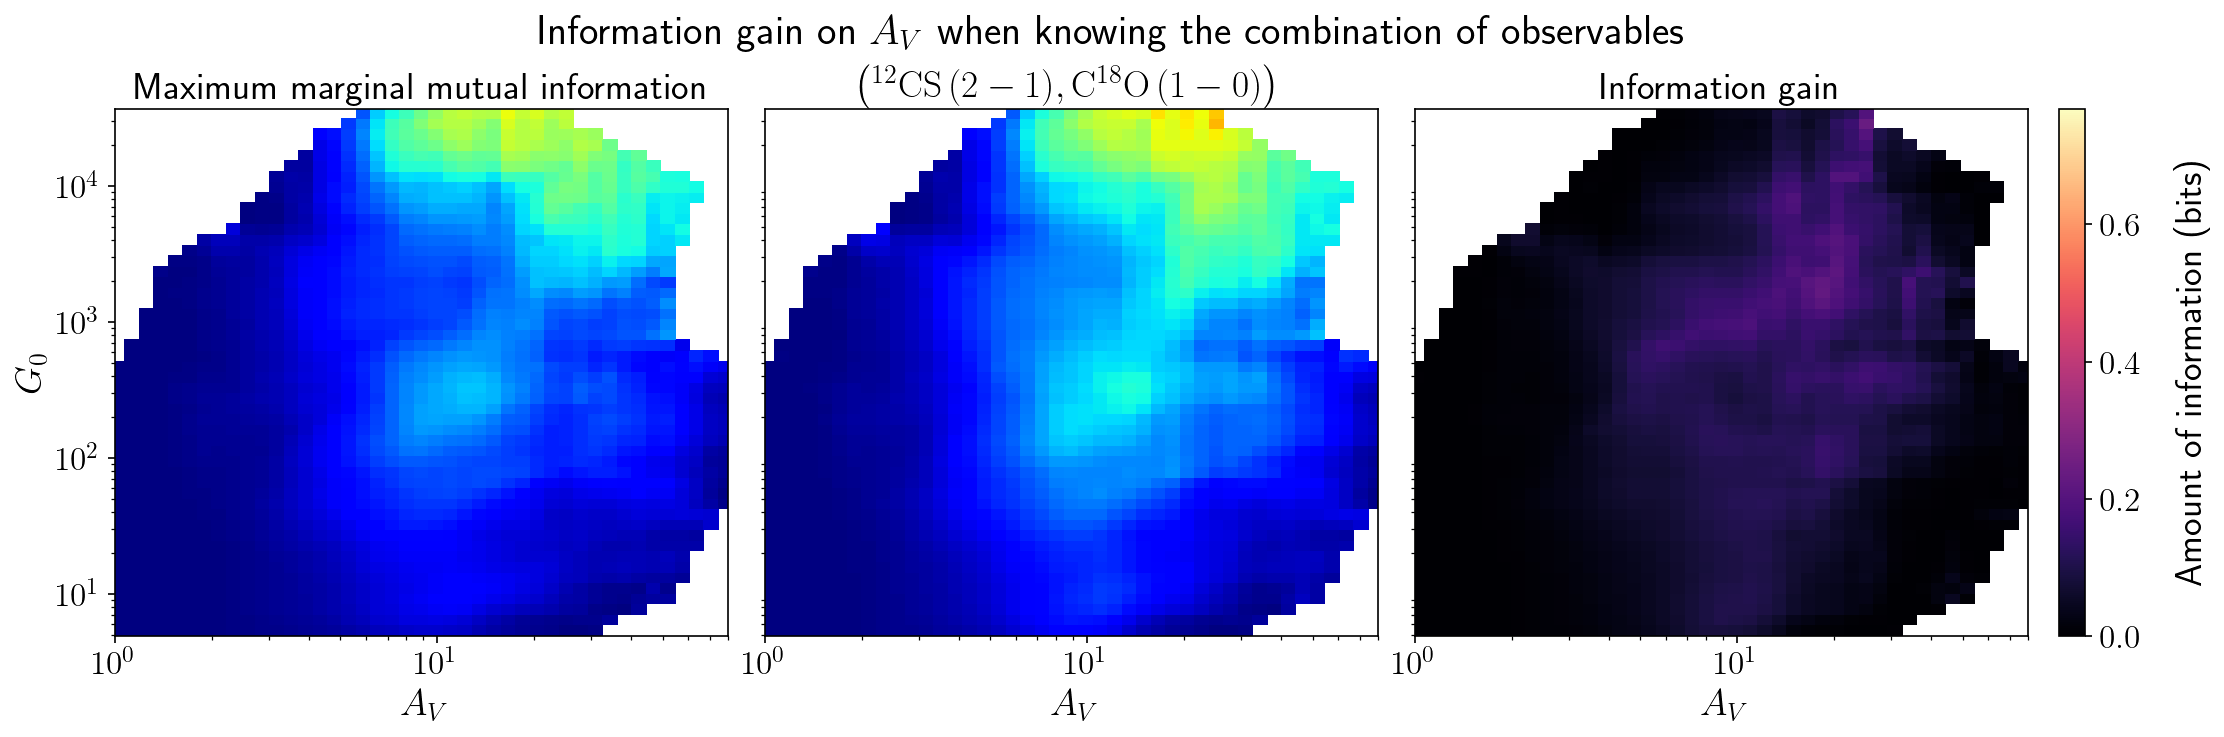 Information gain on A_V when knowing the combination of observables
Maximum marginal mutual information
(¹²CS (2 − 1), C¹⁸O (1 − 0))
Information gain
10⁴
10³
10²
10¹
G₀
10⁰
10¹
A_V
10⁰
10¹
A_V
10⁰
10¹
A_V
0.6
0.4
0.2
0.0
Amount of information (bits)